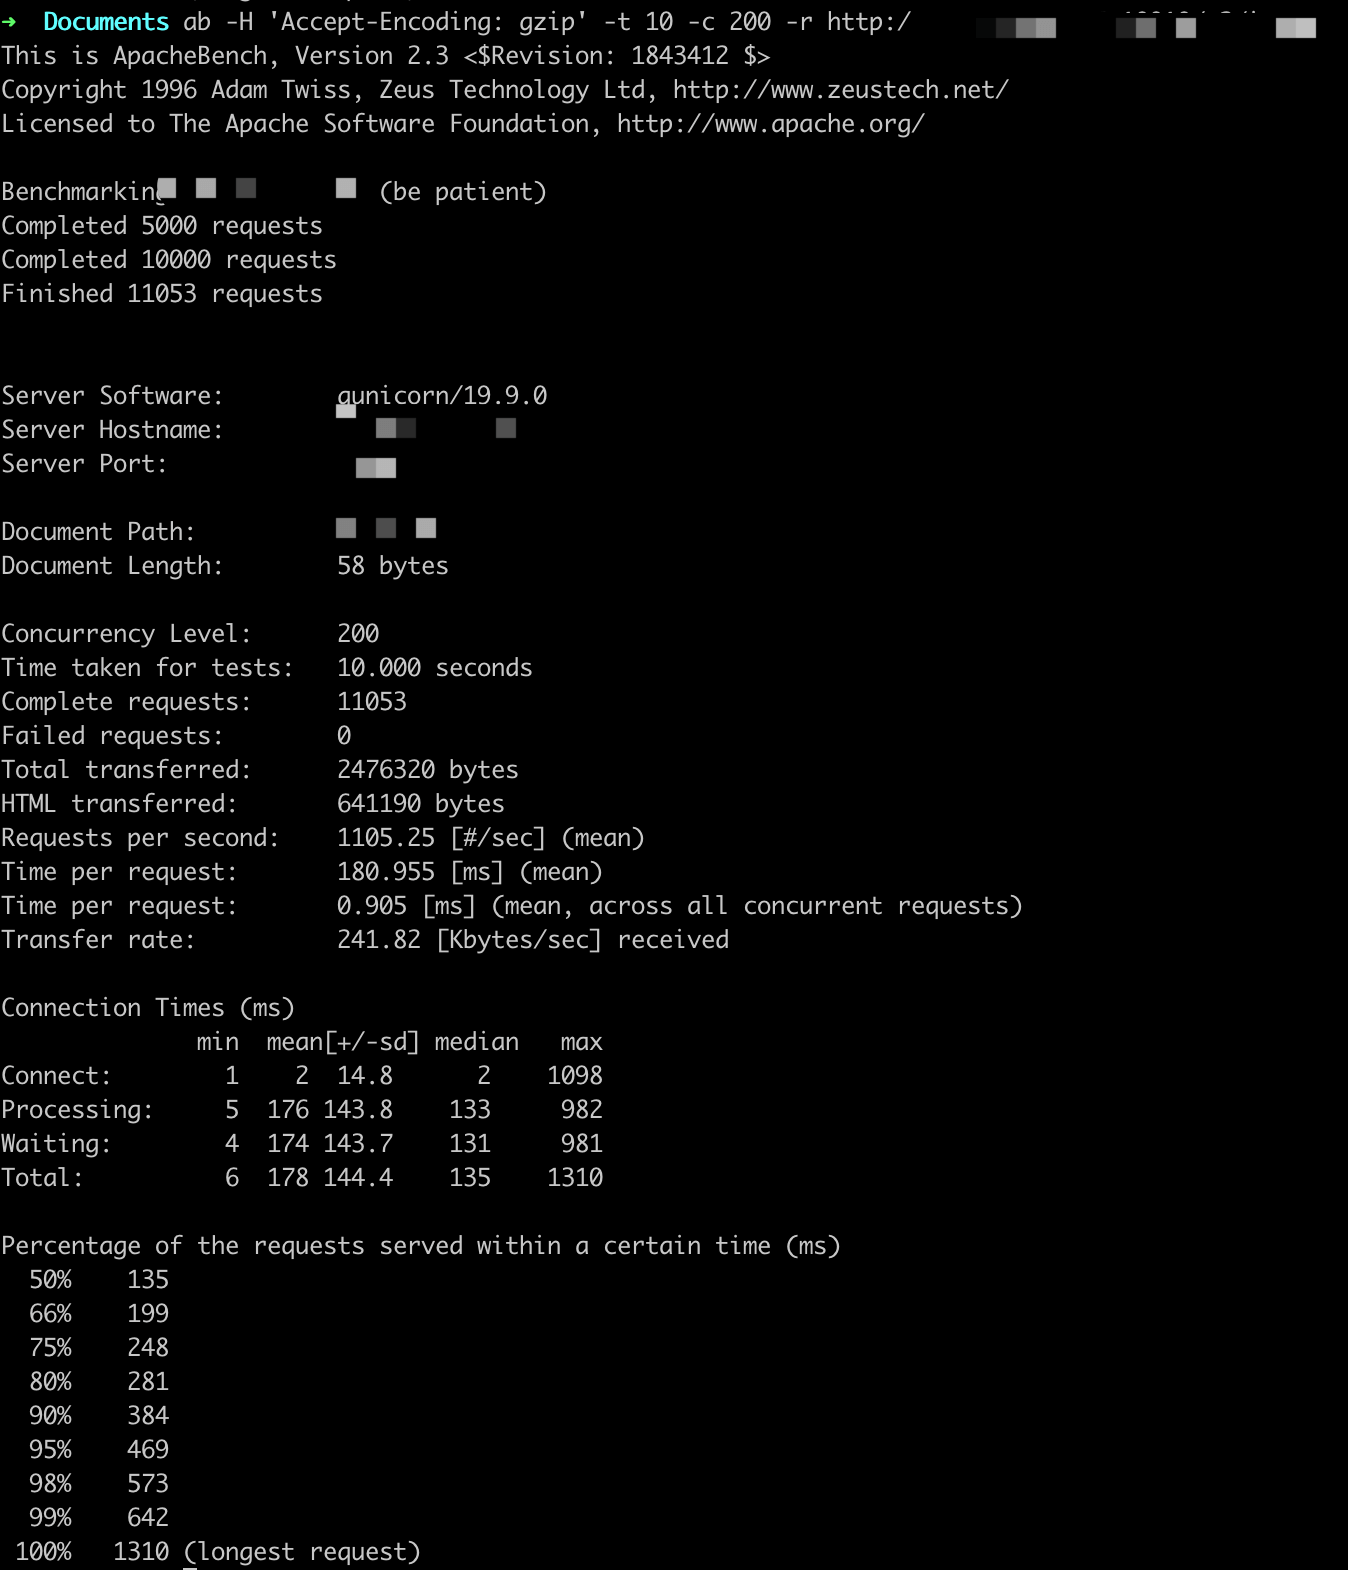 ➜  Documents ab -H 'Accept-Encoding: gzip' -t 10 -c 200 -r http:/
This is ApacheBench, Version 2.3 <$Revision: 1843412 $>
Copyright 1996 Adam Twiss, Zeus Technology Ltd, http://www.zeustech.net/
Licensed to The Apache Software Foundation, http://www.apache.org/
Benchmarking (be patient)
Completed 5000 requests
Completed 10000 requests
Finished 11053 requests
Server Software:        gunicorn/19.9.0
Server Hostname:
Server Port:
Document Path:
Document Length:        58 bytes
Concurrency Level:      200
Time taken for tests:   10.000 seconds
Complete requests:      11053
Failed requests:        0
Total transferred:      2476320 bytes
HTML transferred:       641190 bytes
Requests per second:    1105.25 [#/sec] (mean)
Time per request:       180.955 [ms] (mean)
Time per request:       0.905 [ms] (mean, across all concurrent requests)
Transfer rate:          241.82 [Kbytes/sec] received
Connection Times (ms)
              min  mean[+/-sd] median   max
Connect:        1    2  14.8      2    1098
Processing:     5  176 143.8    133     982
Waiting:        4  174 143.7    131     981
Total:          6  178 144.4    135    1310
Percentage of the requests served within a certain time (ms)
  50%    135
  66%    199
  75%    248
  80%    281
  90%    384
  95%    469
  98%    573
  99%    642
 100%   1310 (longest request)